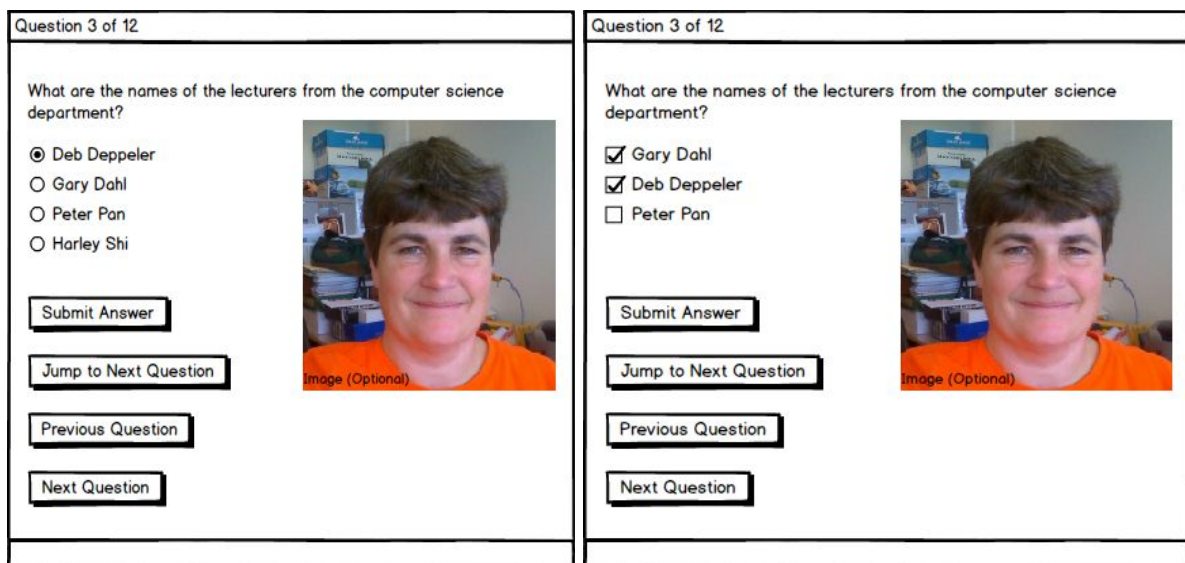 Question 3 of 12
What are the names of the lecturers from the computer science
department?
Deb Deppeler
Gary Dahl
Peter Pan
Harley Shi
Submit Answer
Jump to Next Question
Previous Question
Next Question
Image (Optional)
Question 3 of 12
What are the names of the lecturers from the computer science
department?
Gary Dahl
Deb Deppeler
Peter Pan
Submit Answer
Jump to Next Question
Previous Question
Next Question
Image (Optional)